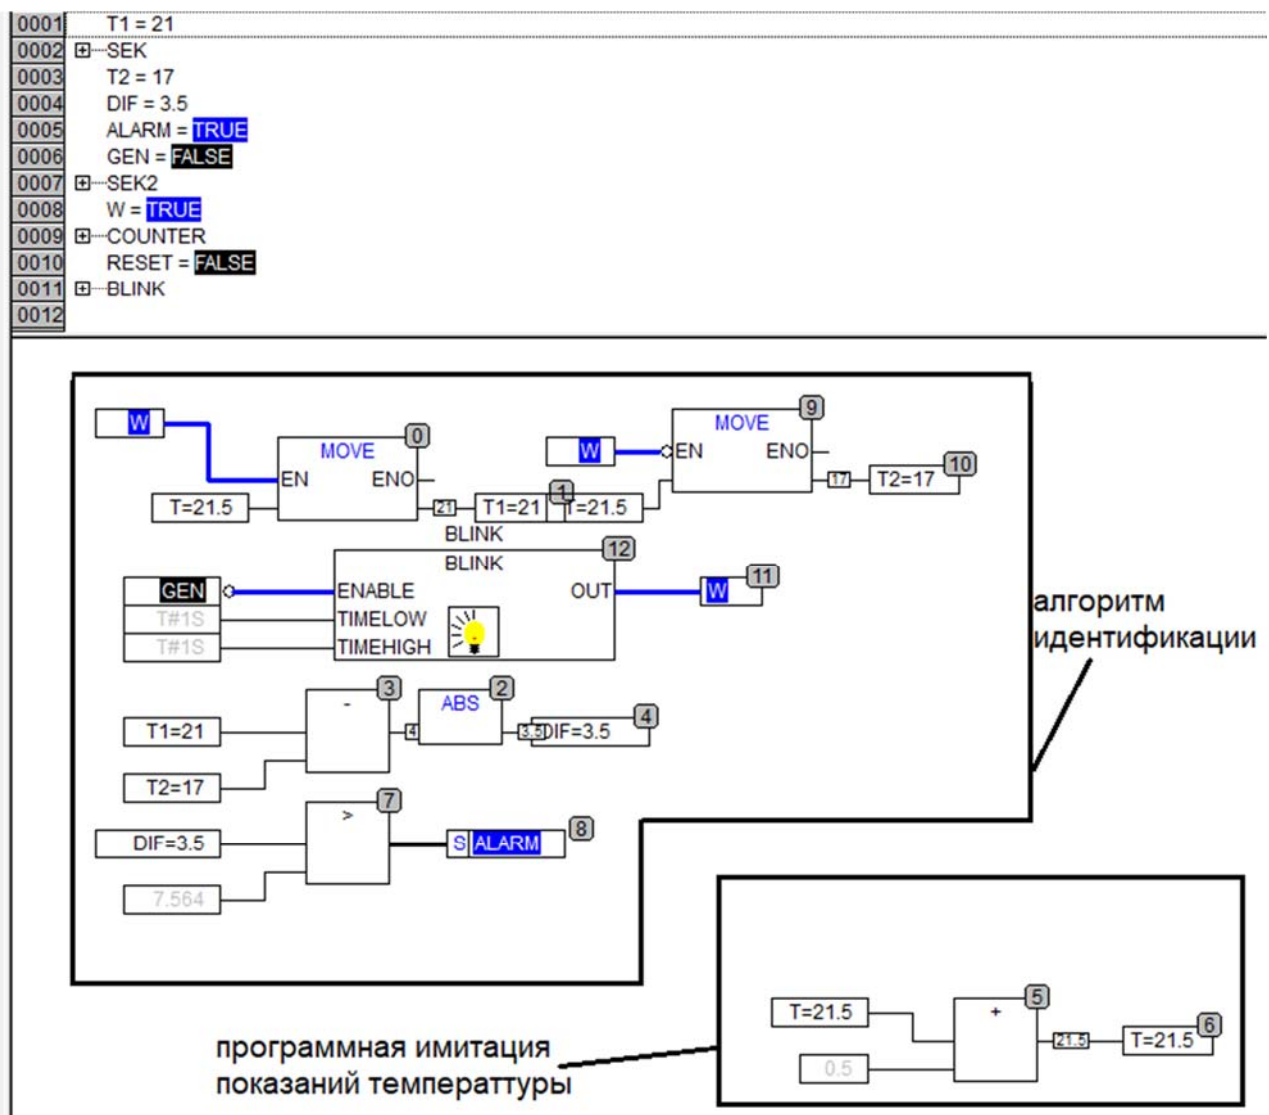 0001 T1 = 21
0002 SEK
0003 T2 = 17
0004 DIF = 3.5
0005 ALARM = TRUE
0006 GEN = FALSE
0007 SEK2
0008 W = TRUE
0009 COUNTER
0010 RESET = FALSE
0011 BLINK
0012
W
MOVE 0
EN ENO
T=21.5 21 T1=21 1
W
MOVE 9
EN ENO
T=21.5 17 T2=17 10
BLINK
BLINK 12
GEN ENABLE OUT W 11
T#1S TIMELOW
T#1S TIMEHIGH
алгоритм
идентификации
- 3 ABS 2
T1=21 4 3.5 DIF=3.5 4
T2=17
> 7
DIF=3.5 S ALARM 8
7.564
+ 5
T=21.5 21.5 T=21.5 6
0.5
программная имитация
показаний температтуры